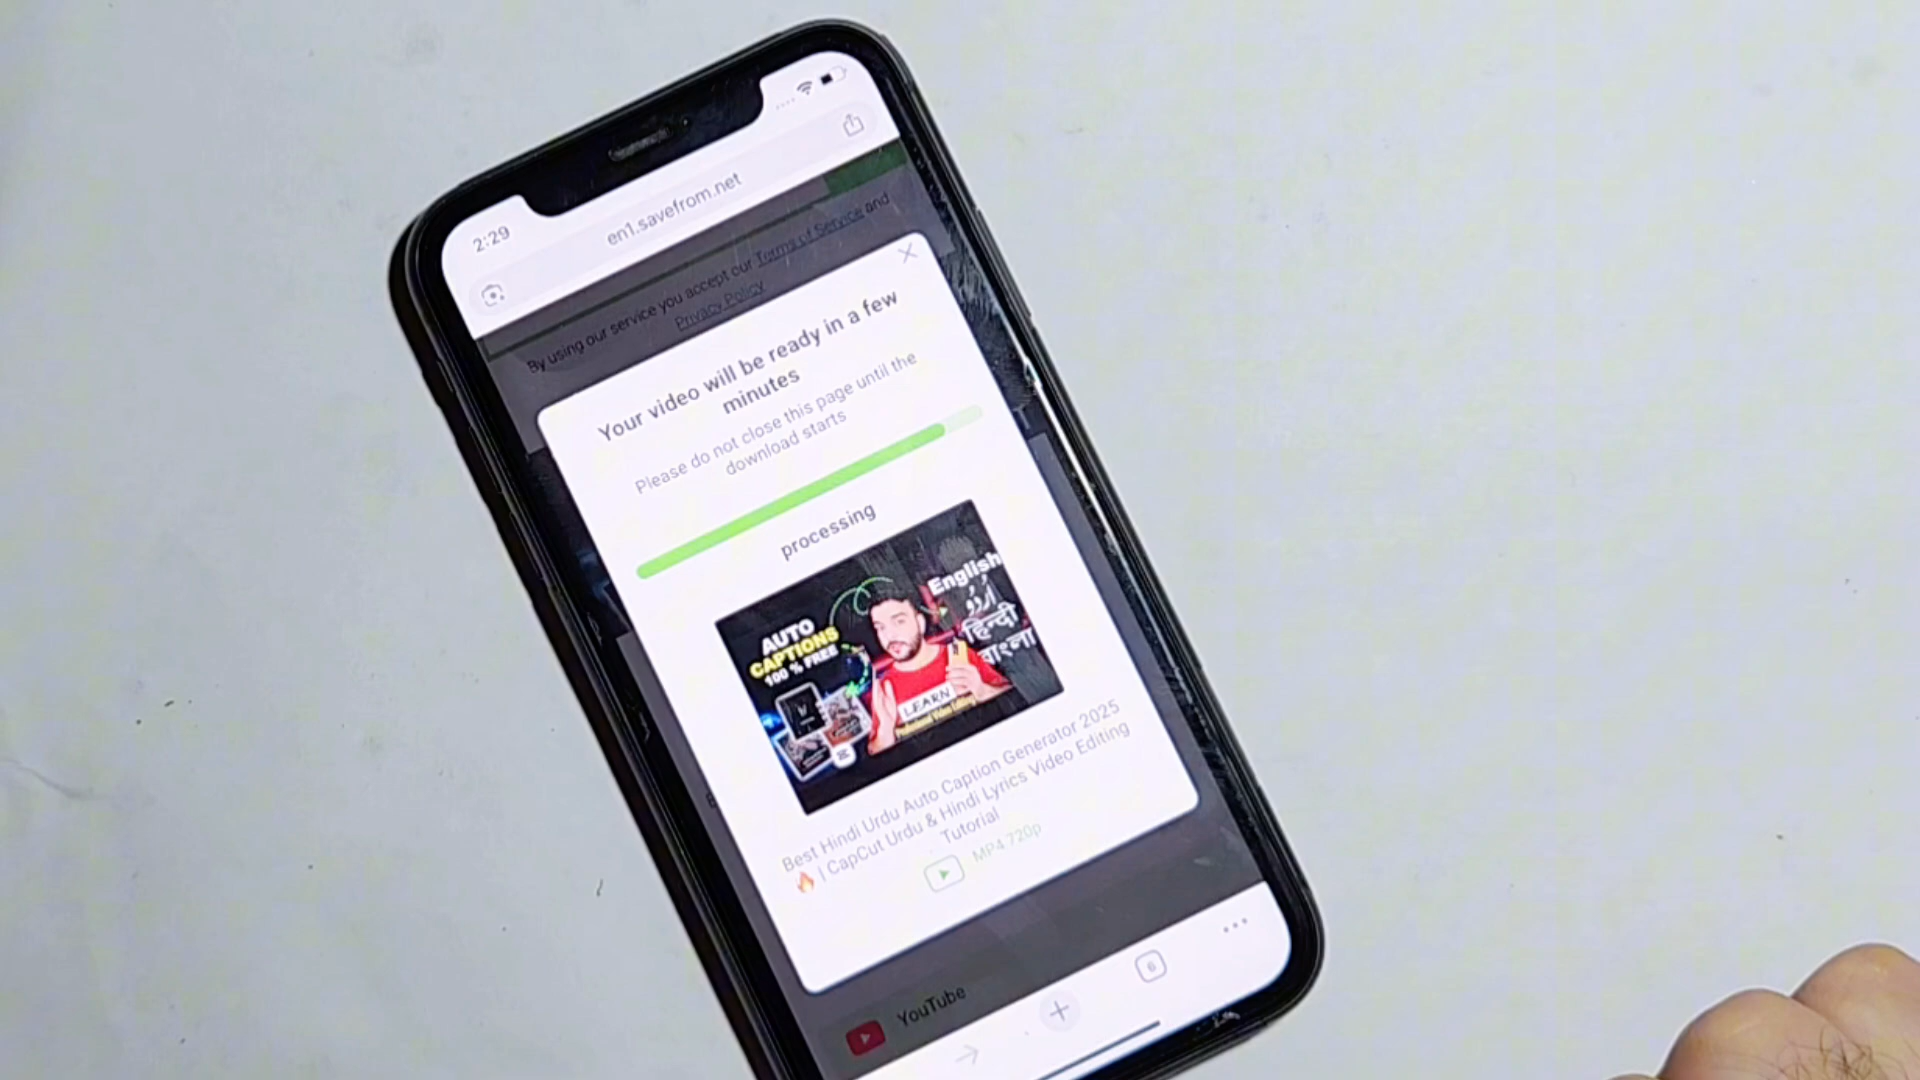 2:29
en1.savefrom.net
By using our service you accept our Terms of Service and
Privacy Policy
Your video will be ready in a few
minutes
Please do not close this page until the
download starts
processing
AUTO
CAPTIONS
100 % FREE
English
اُردُو
हिन्दी
বাংলা
LEARN
Professional Video Editing
Best Hindi Urdu Auto Caption Generator 2025
🔥 | CapCut Urdu & Hindi Lyrics Video Editing
Tutorial
MP4 720p
YouTube
6